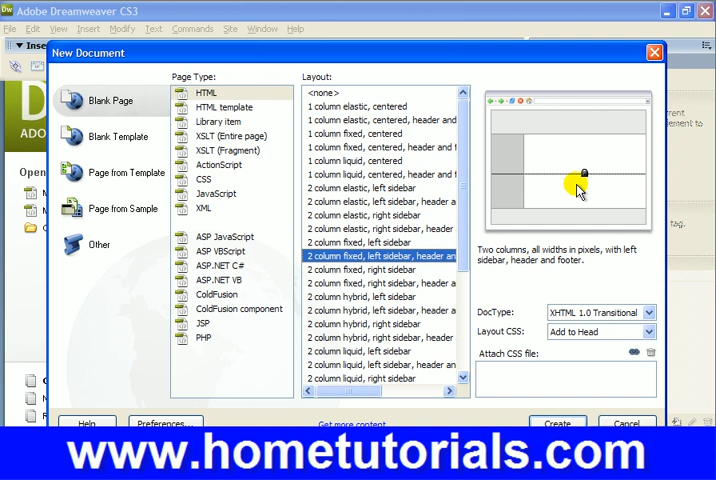 Adobe Dreamweaver CS3
File Edit View Insert Modify Text Commands Site Window Help
Inse
New Document
Blank Page
Blank Template
Page from Template
Page from Sample
Other
Page Type:
HTML
HTML template
Library item
XSLT (Entire page)
XSLT (Fragment)
ActionScript
CSS
JavaScript
XML
ASP JavaScript
ASP VBScript
ASP.NET C#
ASP.NET VB
ColdFusion
ColdFusion component
JSP
PHP
Layout:
<none>
1 column elastic, centered
1 column elastic, centered, header and
1 column fixed, centered
1 column fixed, centered, header and f
1 column liquid, centered
1 column liquid, centered, header and f
2 column elastic, left sidebar
2 column elastic, left sidebar, header a
2 column elastic, right sidebar
2 column elastic, right sidebar, header
2 column fixed, left sidebar
2 column fixed, left sidebar, header an
2 column fixed, right sidebar
2 column fixed, right sidebar, header a
2 column hybrid, left sidebar
2 column hybrid, left sidebar, header a
2 column hybrid, right sidebar
2 column hybrid, right sidebar, header
2 column liquid, left sidebar
2 column liquid, left sidebar, header an
2 column liquid, right sidebar
Two columns, all widths in pixels, with left
sidebar, header and footer.
DocType: XHTML 1.0 Transitional
Layout CSS: Add to Head
Attach CSS file:
Help
Preferences...
Get more content...
Create
Cancel
ADO
Open
rrent
ement to
tag.
www.hometutorials.com